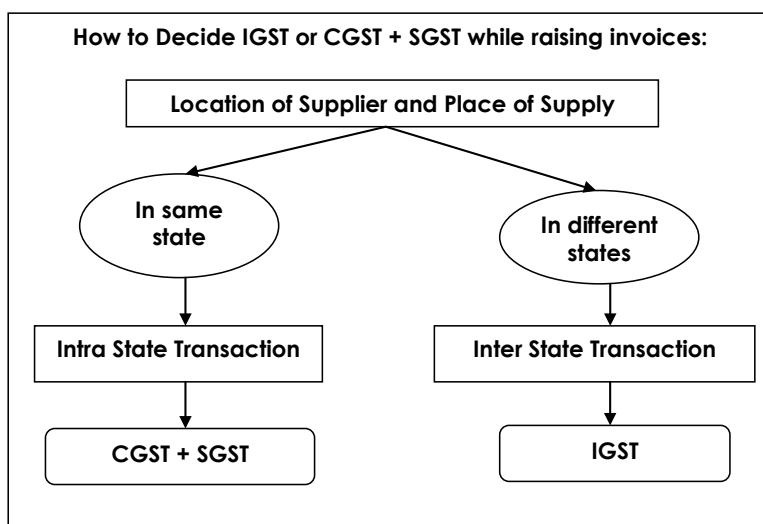 How to Decide IGST or CGST + SGST while raising invoices:
Location of Supplier and Place of Supply
In same
state
In different
states
Intra State Transaction
Inter State Transaction
CGST + SGST
IGST